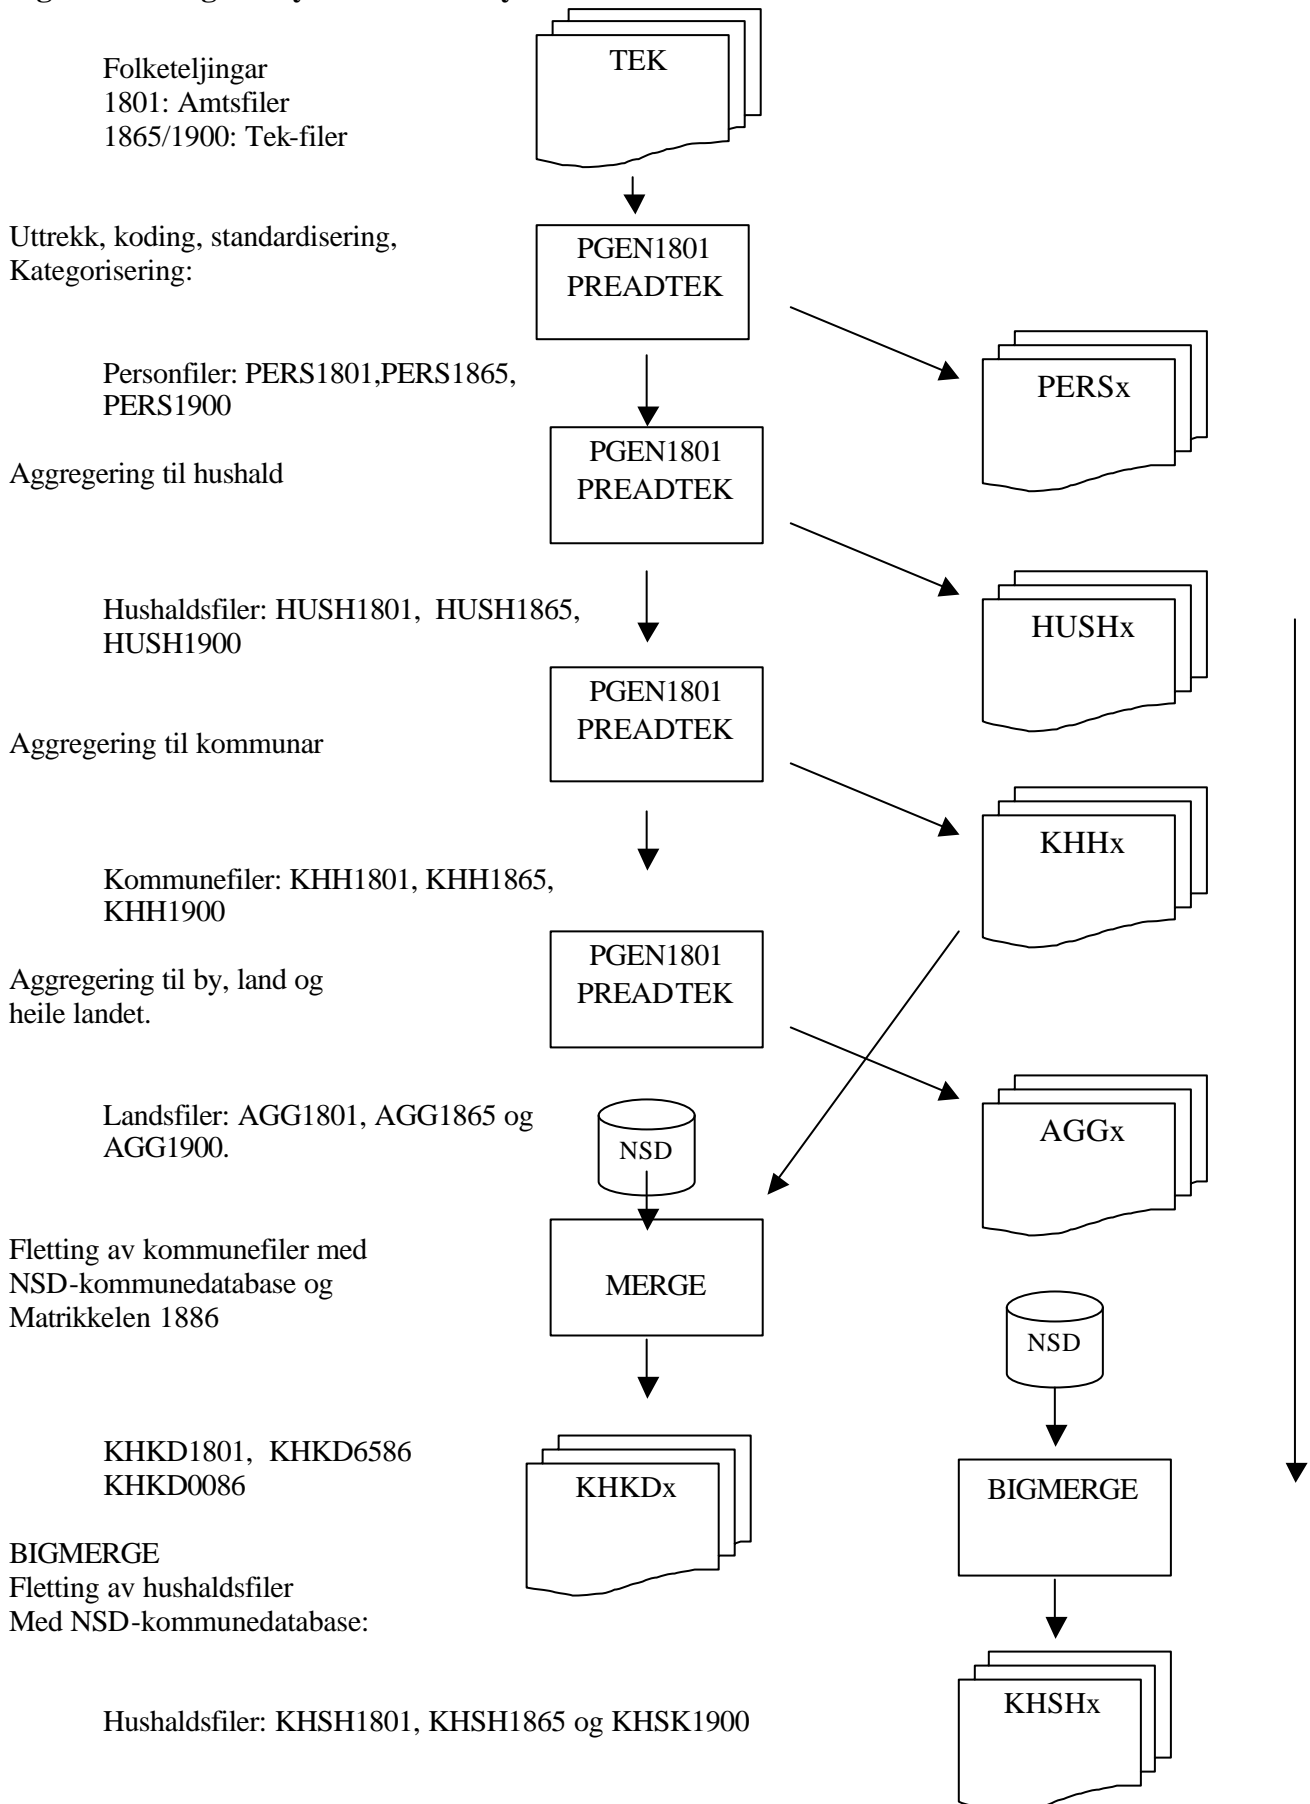 Folketeljingar
1801: Amtsfiler
1865/1900: Tek-filer
TEK
Uttrekk, koding, standardisering,
Kategorisering:
PGEN1801
PREADTEK
Personfiler: PERS1801,PERS1865,
PERS1900
PERSx
Aggregering til hushald
PGEN1801
PREADTEK
Hushaldsfiler: HUSH1801, HUSH1865,
HUSH1900
HUSHx
Aggregering til kommunar
PGEN1801
PREADTEK
Kommunefiler: KHH1801, KHH1865,
KHH1900
KHHx
Aggregering til by, land og
heile landet.
PGEN1801
PREADTEK
Landsfiler: AGG1801, AGG1865 og
AGG1900.
NSD
AGGx
Fletting av kommunefiler med
NSD-kommunedatabase og
Matrikkelen 1886
MERGE
NSD
KHKD1801, KHKD6586
KHKD0086
KHKDx
BIGMERGE
BIGMERGE
Fletting av hushaldsfiler
Med NSD-kommunedatabase:
Hushaldsfiler: KHSH1801, KHSH1865 og KHSK1900
KHSHx